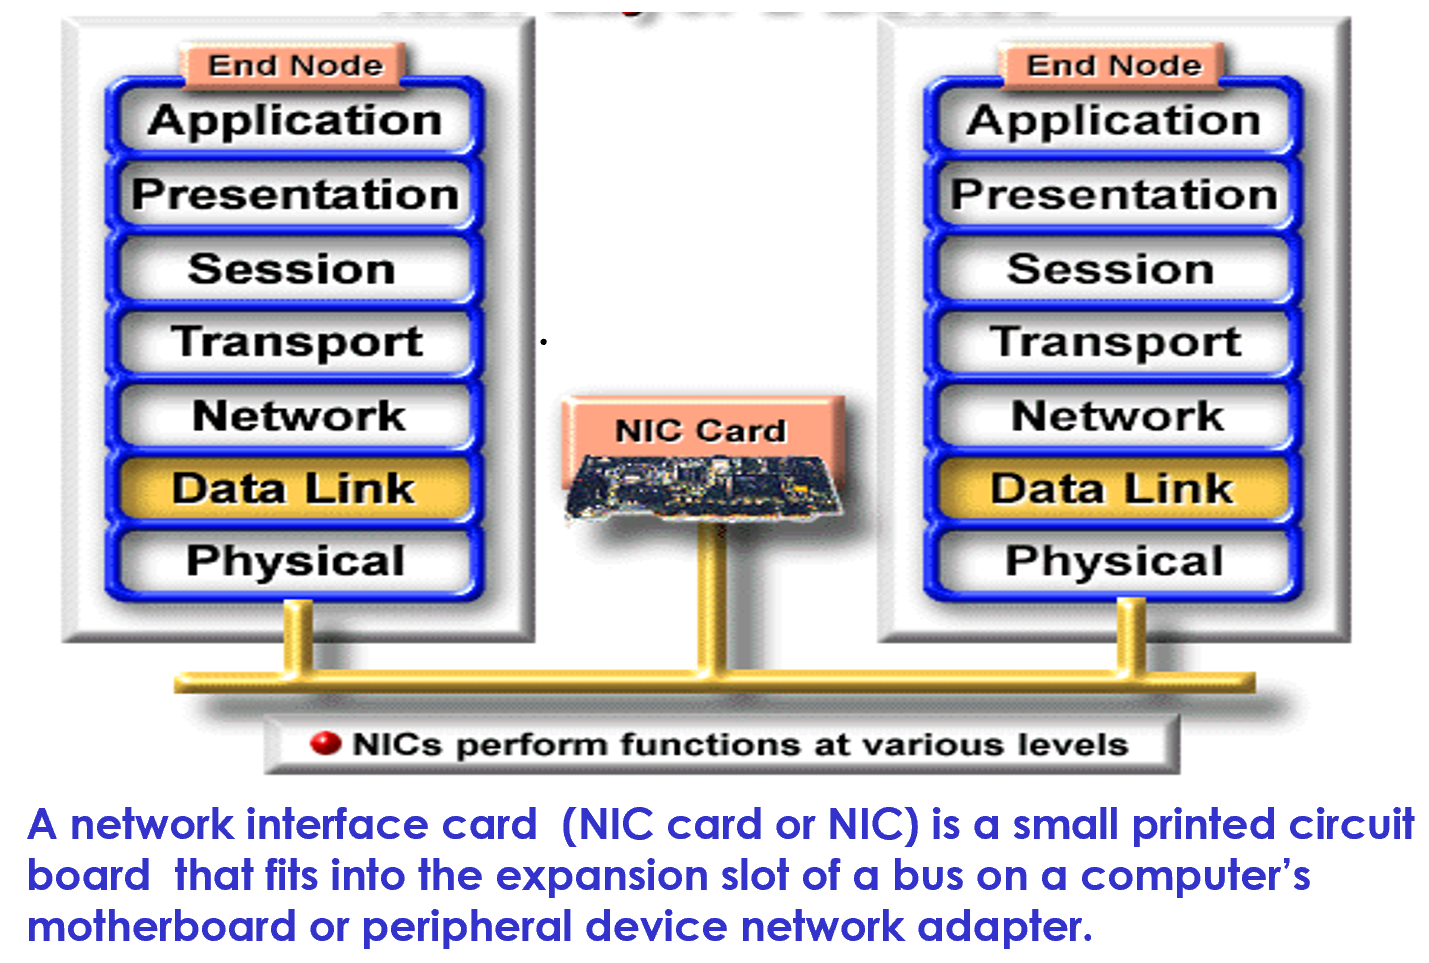 End Node
Application
Presentation
Session
Transport
Network
Data Link
Physical
NIC Card
End Node
Application
Presentation
Session
Transport
Network
Data Link
Physical
NICs perform functions at various levels
A network interface card (NIC card or NIC) is a small printed circuit
board that fits into the expansion slot of a bus on a computer’s
motherboard or peripheral device network adapter.